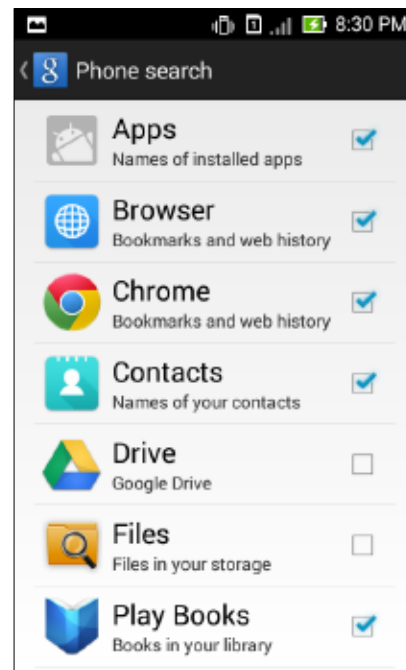 1 8:30 PM
8 Phone search
Apps
Names of installed apps
Browser
Bookmarks and web history
Chrome
Bookmarks and web history
Contacts
Names of your contacts
Drive
Google Drive
Files
Files in your storage
Play Books
Books in your library